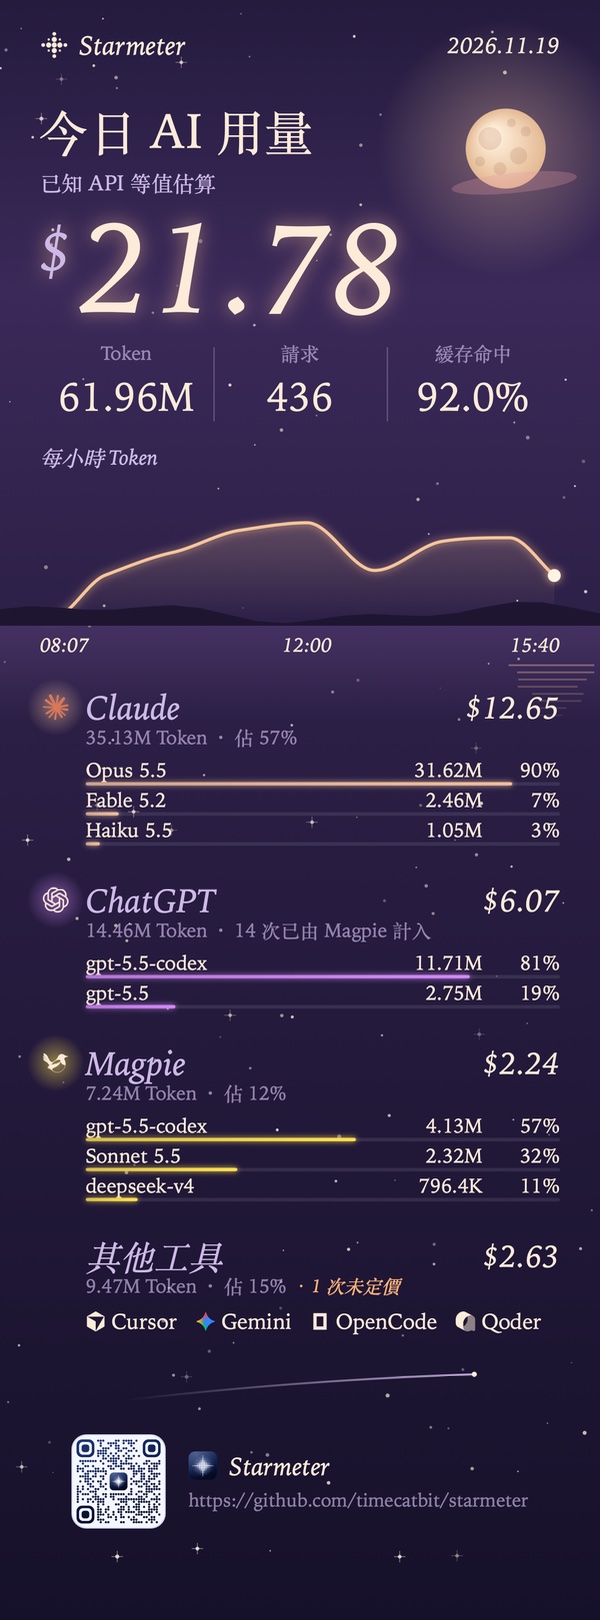 Starmeter
2026.11.19
今日 AI 用量
已知 API 等值估算
$21.78
Token 請求 緩存命中
61.96M 436 92.0%
每小時 Token
08:07 12:00 15:40
Claude $12.65
35.13M Token · 佔 57%
Opus 5.5 31.62M 90%
Fable 5.2 2.46M 7%
Haiku 5.5 1.05M 3%
ChatGPT $6.07
14.46M Token · 14 次已由 Magpie 計入
gpt-5.5-codex 11.71M 81%
gpt-5.5 2.75M 19%
Magpie $2.24
7.24M Token · 佔 12%
gpt-5.5-codex 4.13M 57%
Sonnet 5.5 2.32M 32%
deepseek-v4 796.4K 11%
其他工具 $2.63
9.47M Token · 佔 15% · 1 次未定價
Cursor Gemini OpenCode Qoder
Starmeter
https://github.com/timecatbit/starmeter